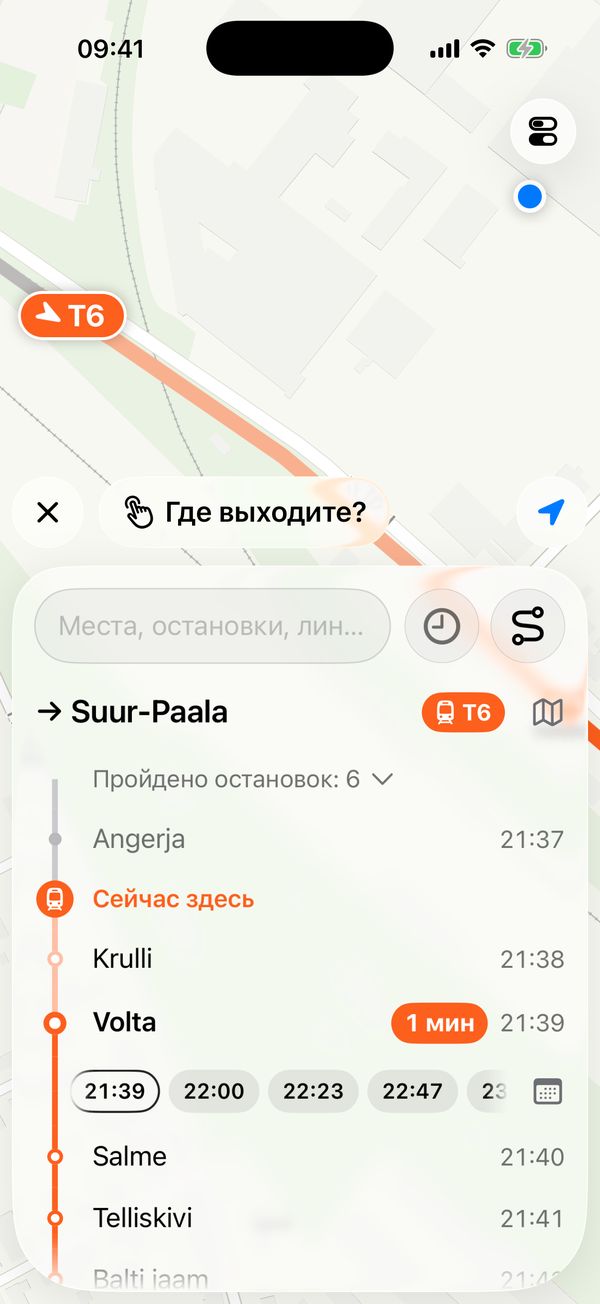 09:41
T6
Где выходите?
Места, остановки, лин...
→ Suur-Paala T6
Пройдено остановок: 6
Angerja 21:37
Сейчас здесь
Krulli 21:38
Volta 1 мин 21:39
21:39 22:00 22:23 22:47 23
Salme 21:40
Telliskivi 21:41
Balti jaam